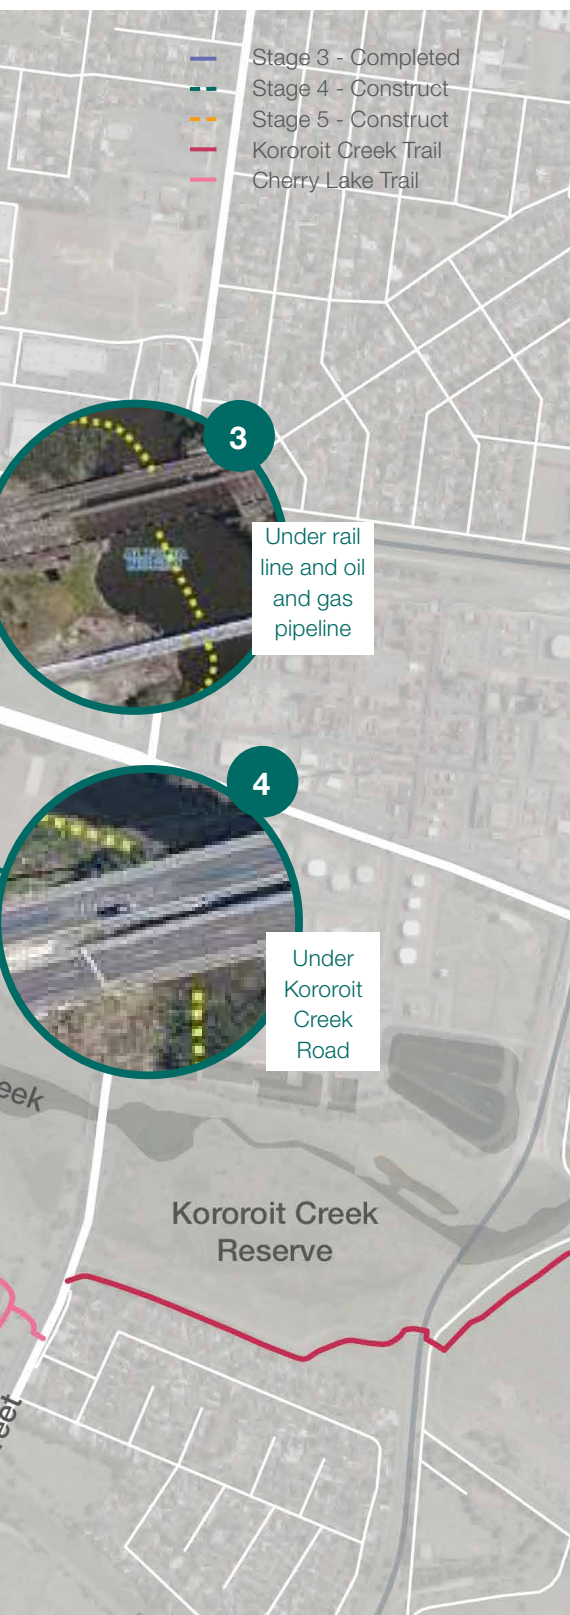 Stage 3 - Completed
Stage 4 - Construct
Stage 5 - Construct
Kororoit Creek Trail
Cherry Lake Trail
3
Under rail
line and oil
and gas
pipeline
4
Under
Kororoit
Creek
Road
eek
Kororoit Creek
Reserve
reet